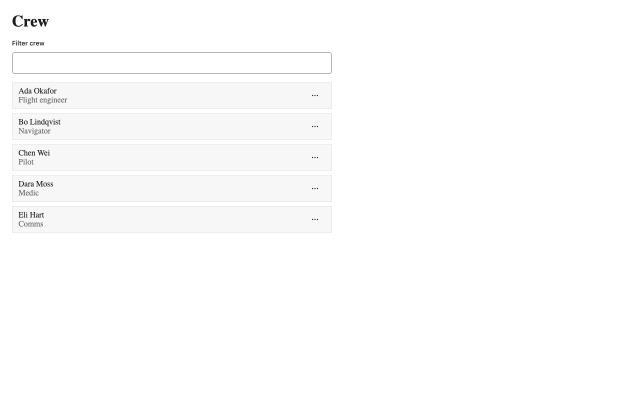 Crew
Filter crew
Ada Okafor
Flight engineer
...
Bo Lindqvist
Navigator
...
Chen Wei
Pilot
...
Dara Moss
Medic
...
Eli Hart
Comms
...